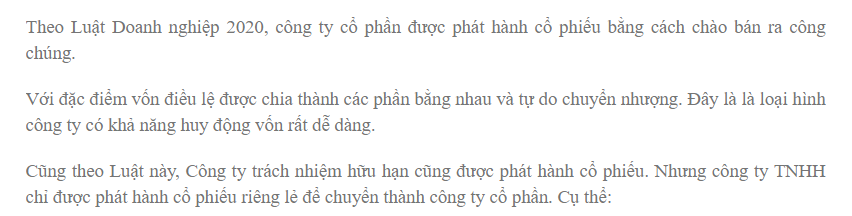 Theo Luật Doanh nghiệp 2020, công ty cổ phần được phát hành cổ phiếu bằng cách chào bán ra công
chúng.
Với đặc điểm vốn điều lệ được chia thành các phần bằng nhau và tự do chuyển nhượng. Đây là là loại hình
công ty có khả năng huy động vốn rất dễ dàng.
Cũng theo Luật này, Công ty trách nhiệm hữu hạn cũng được phát hành cổ phiếu. Nhưng công ty TNHH
chỉ được phát hành cổ phiếu riêng lẻ để chuyển thành công ty cổ phần. Cụ thể: